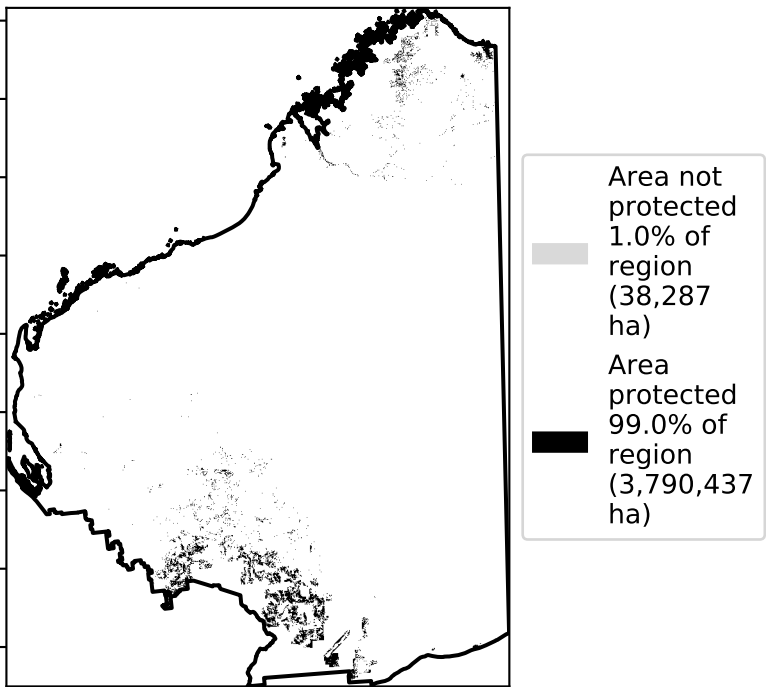 Area not
protected
1.0% of
region
(38,287
ha)
Area
protected
99.0% of
region
(3,790,437
ha)